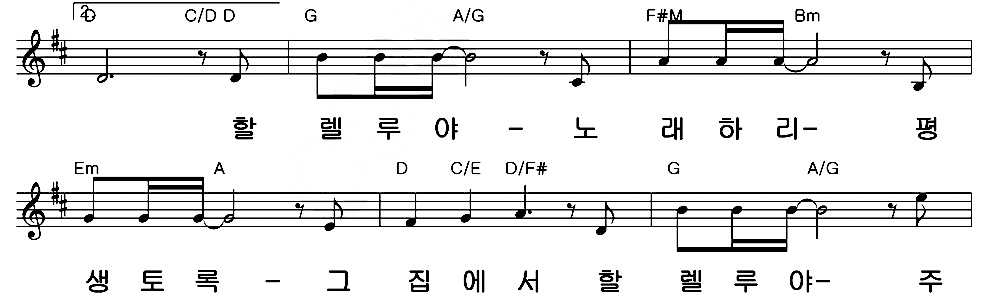 2. D C/D D G A/G F#M Bm
할 렐 루 야 - 노 래 하 리- 평
Em A D C/E D/F# G A/G
생 토 록 - 그 집 에 서 할 렐 루 야- 주